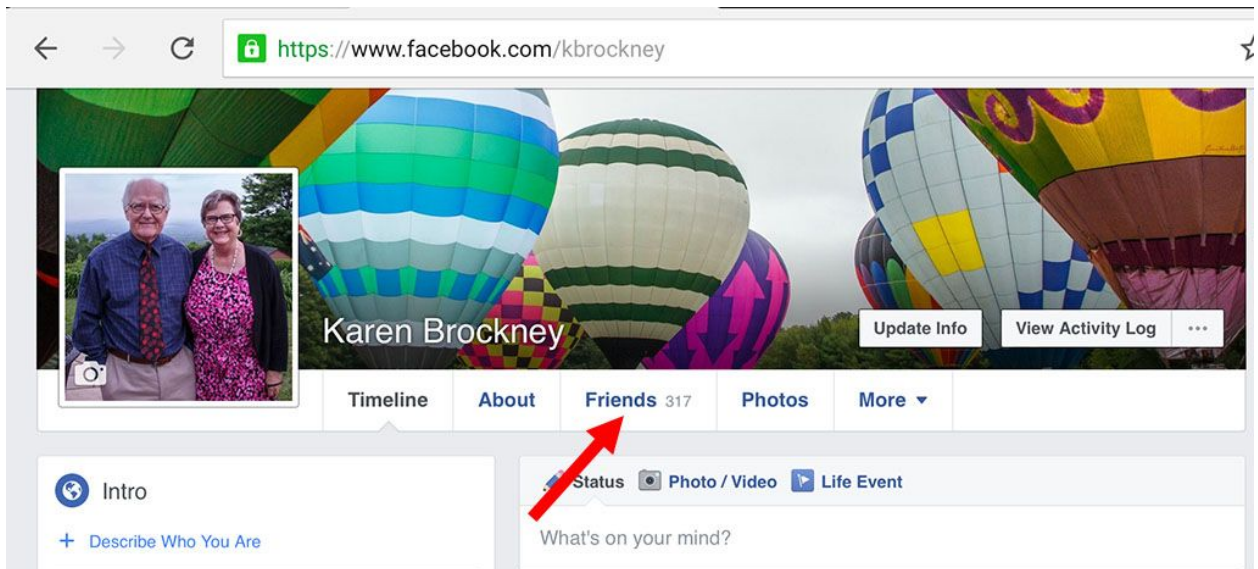 https://www.facebook.com/kbrockney
Karen Brockney
Update Info
View Activity Log
Timeline
About
Friends 317
Photos
More
Intro
+ Describe Who You Are
Status
Photo / Video
Life Event
What's on your mind?